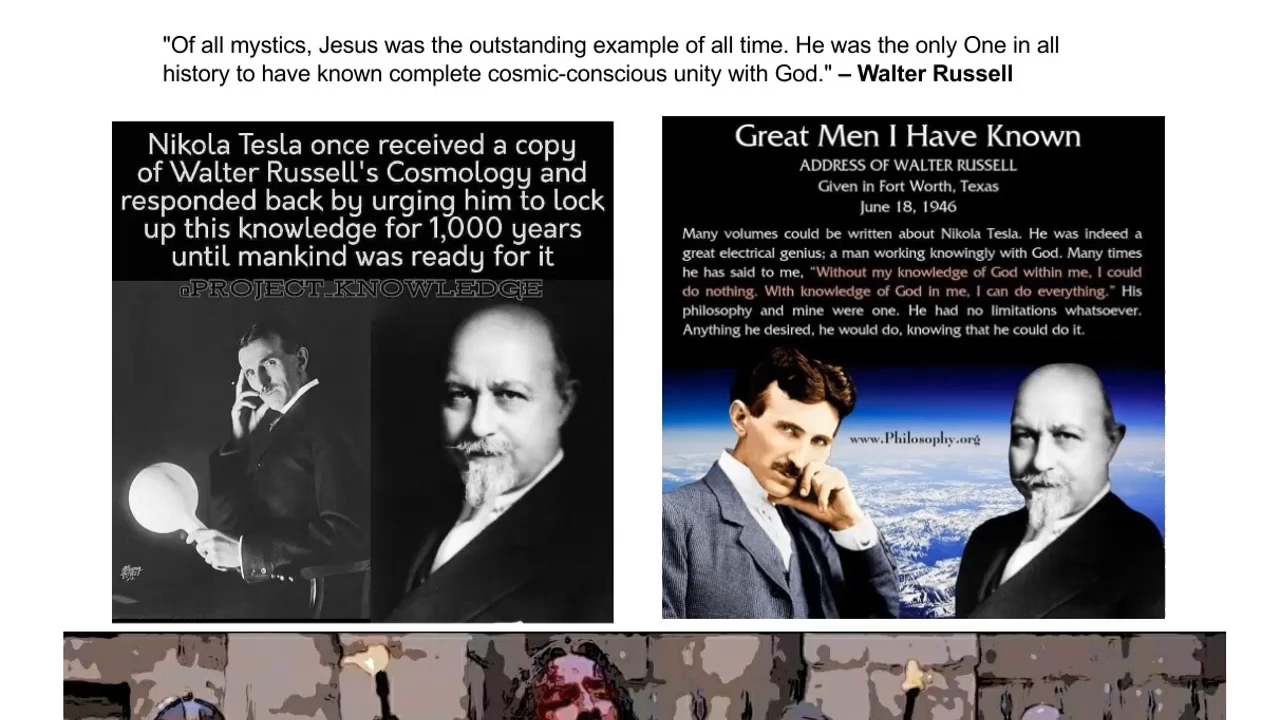 "Of all mystics, Jesus was the outstanding example of all time. He was the only One in all
history to have known complete cosmic-conscious unity with God." – Walter Russell
Nikola Tesla once received a copy
of Walter Russell's Cosmology and
responded back by urging him to lock
up this knowledge for 1,000 years
until mankind was ready for it
@PROJECT_KNOWLEDGE
Great Men I Have Known
ADDRESS OF WALTER RUSSELL
Given in Fort Worth, Texas
June 18, 1946
Many volumes could be written about Nikola Tesla. He was indeed a
great electrical genius; a man working knowingly with God. Many times
he has said to me, "Without my knowledge of God within me, I could
do nothing. With knowledge of God in me, I can do everything." His
philosophy and mine were one. He had no limitations whatsoever.
Anything he desired, he would do, knowing that he could do it.
www.Philosophy.org